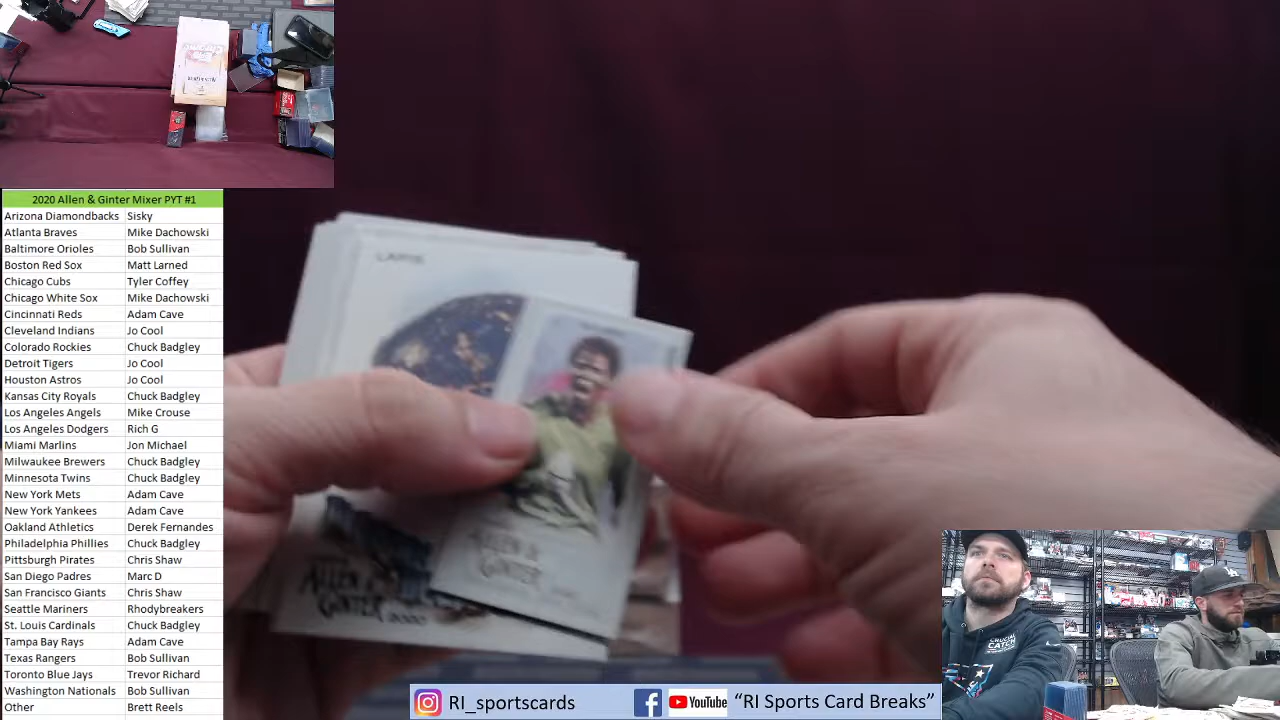 2020 Allen & Ginter Mixer PYT #1
Arizona Diamondbacks Sisky
Atlanta Braves Mike Dachowski
Baltimore Orioles Bob Sullivan
Boston Red Sox Matt Larned
Chicago Cubs Tyler Coffey
Chicago White Sox Mike Dachowski
Cincinnati Reds Adam Cave
Cleveland Indians Jo Cool
Colorado Rockies Chuck Badgley
Detroit Tigers Jo Cool
Houston Astros Jo Cool
Kansas City Royals Chuck Badgley
Los Angeles Angels Mike Crouse
Los Angeles Dodgers Rich G
Miami Marlins Jon Michael
Milwaukee Brewers Chuck Badgley
Minnesota Twins Chuck Badgley
New York Mets Adam Cave
New York Yankees Adam Cave
Oakland Athletics Derek Fernandes
Philadelphia Phillies Chuck Badgley
Pittsburgh Pirates Chris Shaw
San Diego Padres Marc D
San Francisco Giants Chris Shaw
Seattle Mariners Rhodybreakers
St. Louis Cardinals Chuck Badgley
Tampa Bay Rays Adam Cave
Texas Rangers Bob Sullivan
Toronto Blue Jays Trevor Richard
Washington Nationals Bob Sullivan
Other Brett Reels
LAPIS
ALLEN &
GINTER 2020
CRUCIAL
CATCH
RI_sportscards
YouTube
“RI Sports Card Breaks”